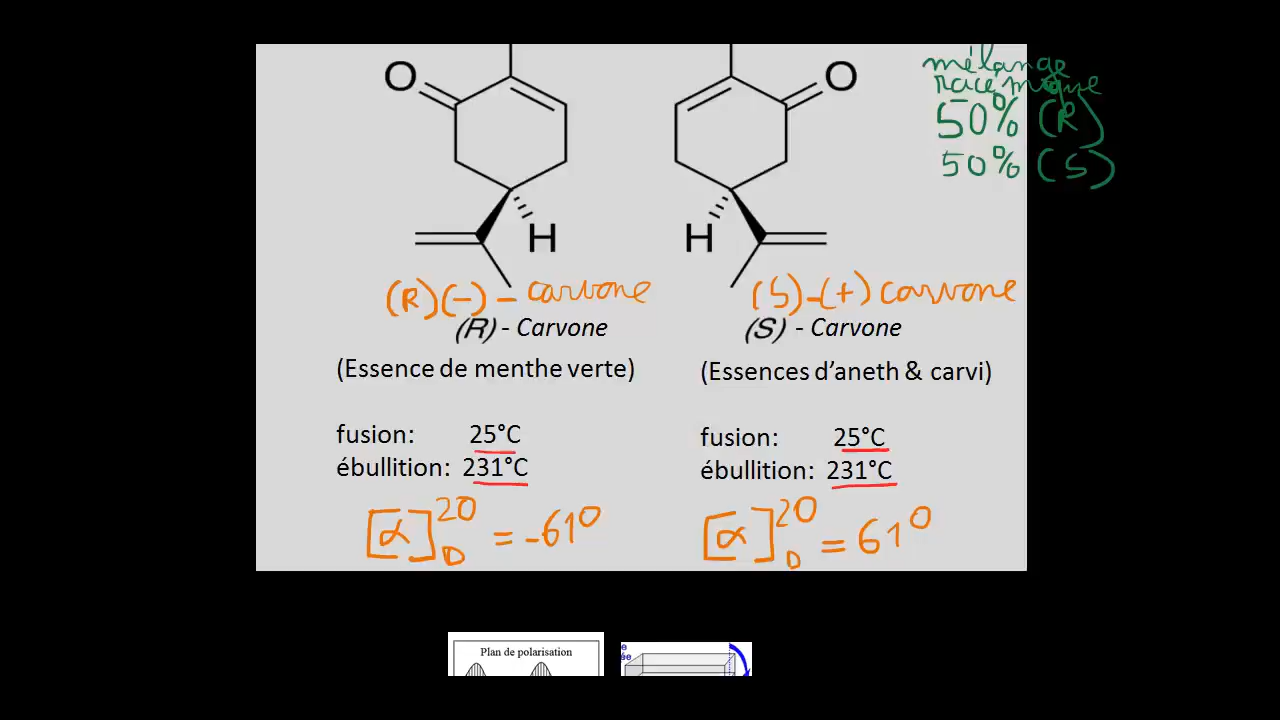 O
O
mélange
racémique
50% (R)
50% (S)
H
H
(R)(-) - carvone
(S)-(+) carvone
(R) - Carvone
(S) - Carvone
(Essence de menthe verte)
(Essences d'aneth & carvi)
fusion: 25°C
ébullition: 231°C
fusion: 25°C
ébullition: 231°C
[α]20D = -61°
[α]20D = 61°
Plan de polarisation